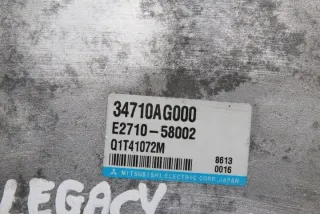 34710AG000
E2710-58002
Q1T41072M
8613
0016
MITSUBISHI ELECTRIC CORP. JAPAN
LEGACY